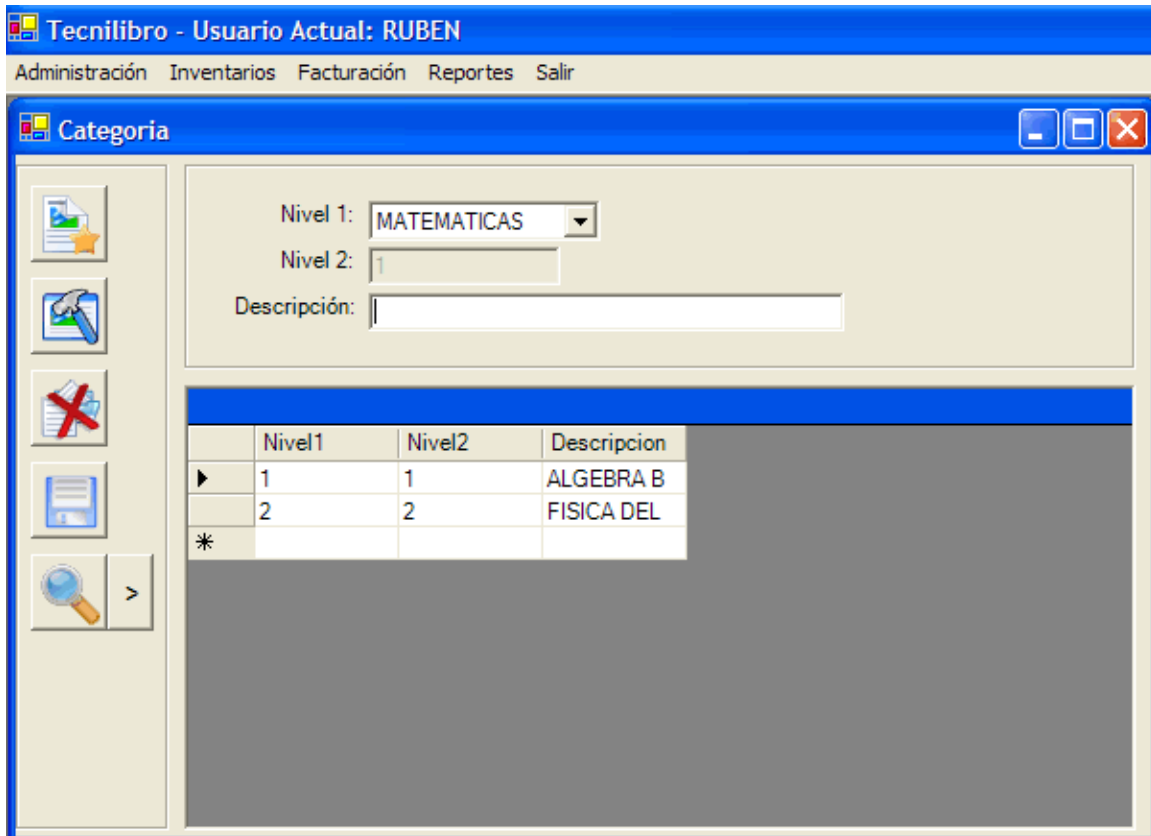 Tecnilibro - Usuario Actual: RUBEN
Administración Inventarios Facturación Reportes Salir
Categoria
Nivel 1: MATEMATICAS
Nivel 2: 1
Descripción:
Nivel1 Nivel2 Descripcion
1 1 ALGEBRA B
2 2 FISICA DEL
>